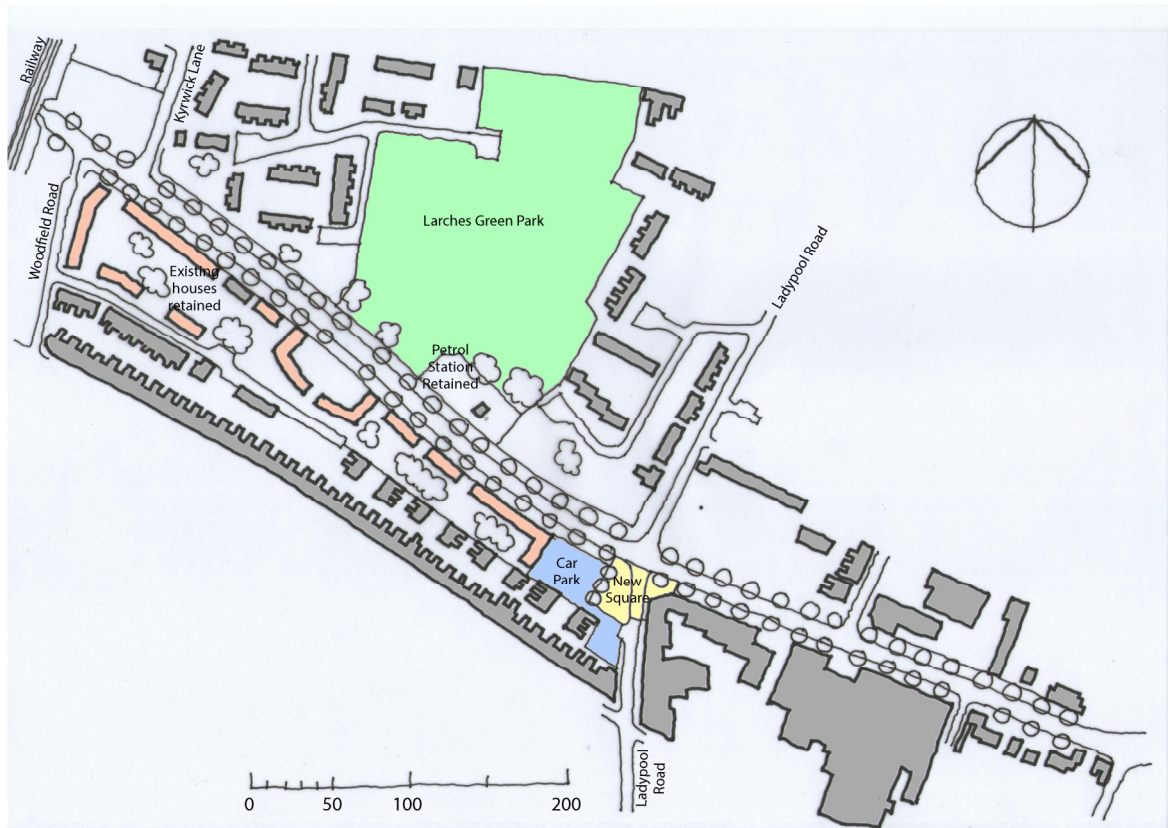 Railway
Kyrwick Lane
Woodfield Road
Larches Green Park
Ladypool Road
Existing
houses
retained
Petrol
Station
Retained
Car
Park
New
Square
Ladypool
Road
0 50 100 200